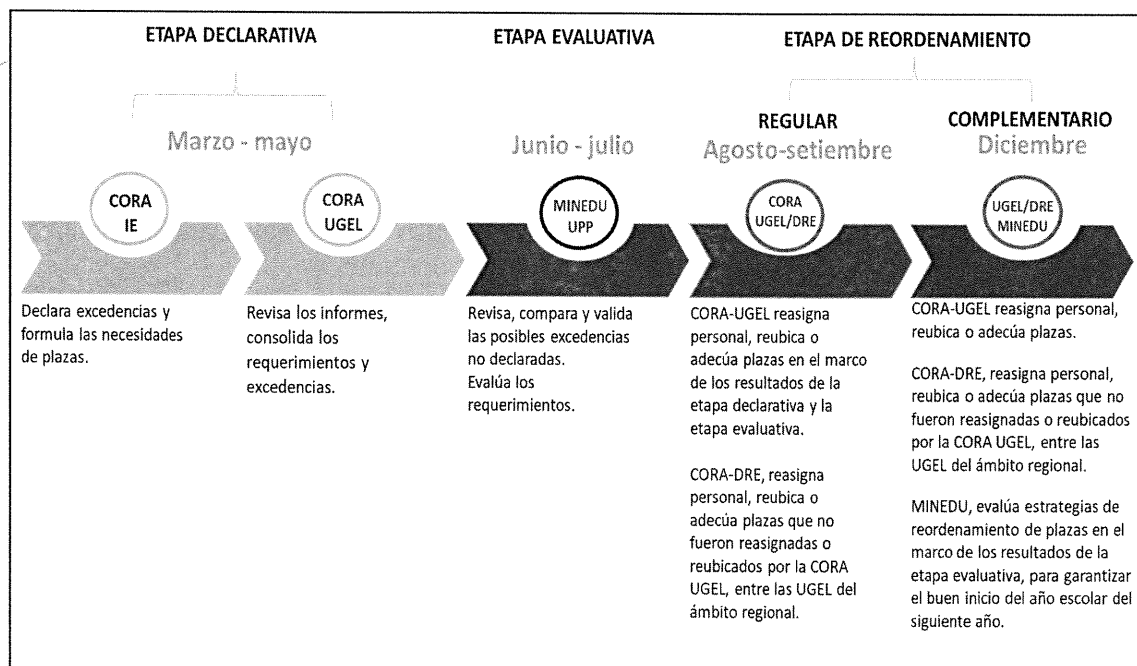 ETAPA DECLARATIVA
ETAPA EVALUATIVA
ETAPA DE REORDENAMIENTO
Marzo - mayo
Junio - julio
REGULAR
Agosto-setiembre
COMPLEMENTARIO
Diciembre
CORA
IE
CORA
UGEL
MINEDU
UPP
CORA
UGEL/DRE
UGEL/DRE
MINEDU
Declara excedencias y
formula las necesidades
de plazas.
Revisa los informes,
consolida los
requerimientos y
excedencias.
Revisa, compara y valida
las posibles excedencias
no declaradas.
Evalúa los
requerimientos.
CORA-UGEL reasigna
personal, reubica o
adecúa plazas en el marco
de los resultados de la
etapa declarativa y la
etapa evaluativa.
CORA-DRE, reasigna
personal, reubica o
adecúa plazas que no
fueron reasignadas o
reubicados por la CORA
UGEL, entre las UGEL del
ámbito regional.
CORA-UGEL reasigna personal,
reubica o adecúa plazas.
CORA-DRE, reasigna personal,
reubica o adecúa plazas que no
fueron reasignadas o reubicados
por la CORA UGEL, entre las
UGEL del ámbito regional.
MINEDU, evalúa estrategias de
reordenamiento de plazas en el
marco de los resultados de la
etapa evaluativa, para garantizar
el buen inicio del año escolar del
siguiente año.